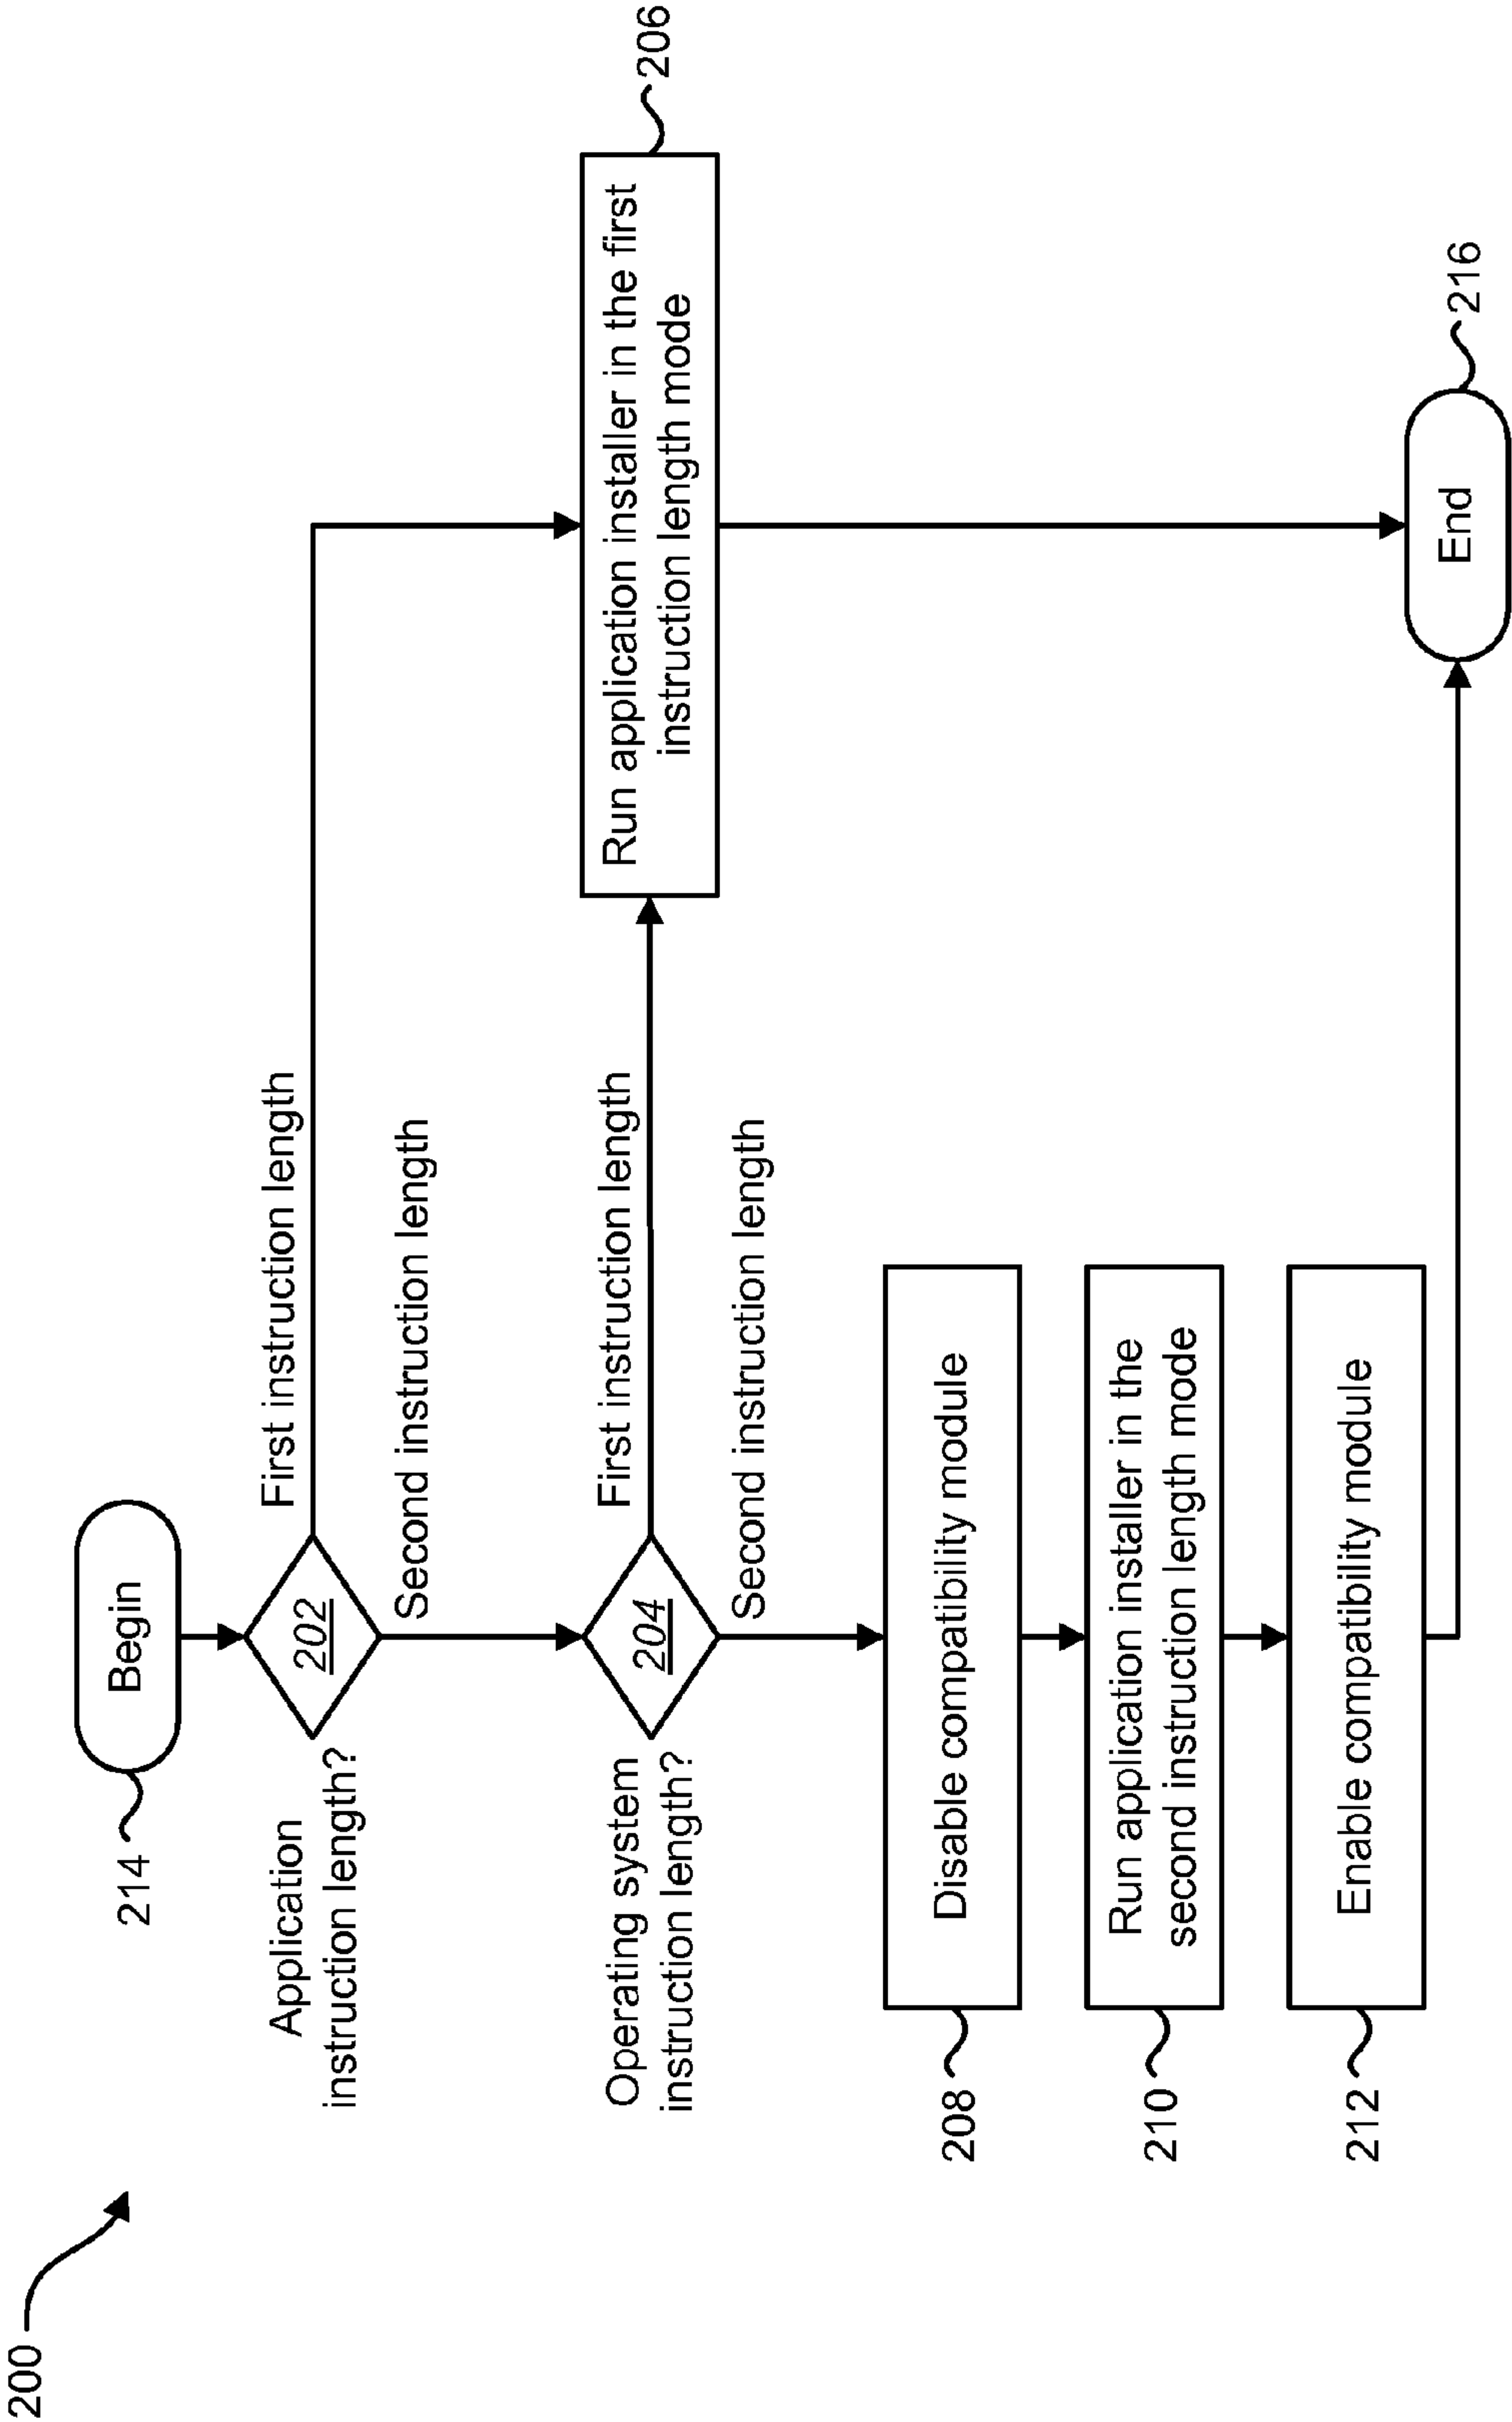 200
214
Begin
Application
instruction length?
202
First instruction length
Second instruction length
Operating system
instruction length?
204
First instruction length
Second instruction length
Run application installer in the first
instruction length mode
206
208
Disable compatibility module
210
Run application installer in the
second instruction length mode
212
Enable compatibility module
End
216